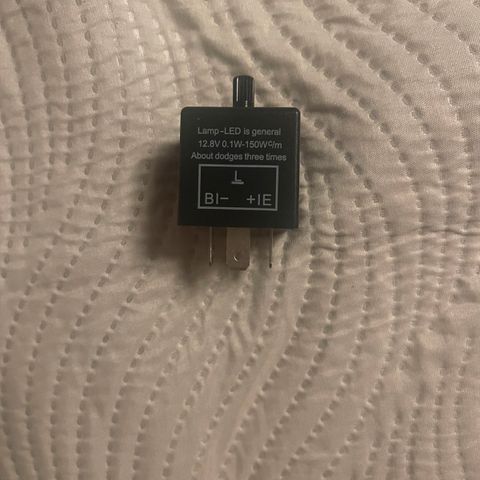 Lamp-LED is general
12.8V 0.1W-150W c/m
About dodges three times
L
BI- +IE